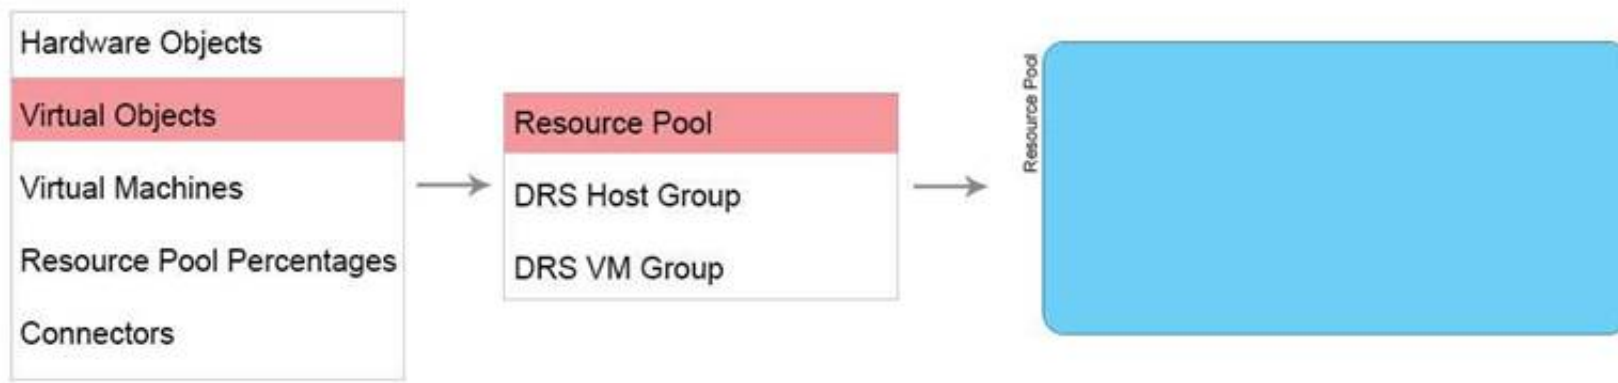 Hardware Objects
Virtual Objects
Virtual Machines
Resource Pool Percentages
Connectors
Resource Pool
DRS Host Group
DRS VM Group
Resource Pool